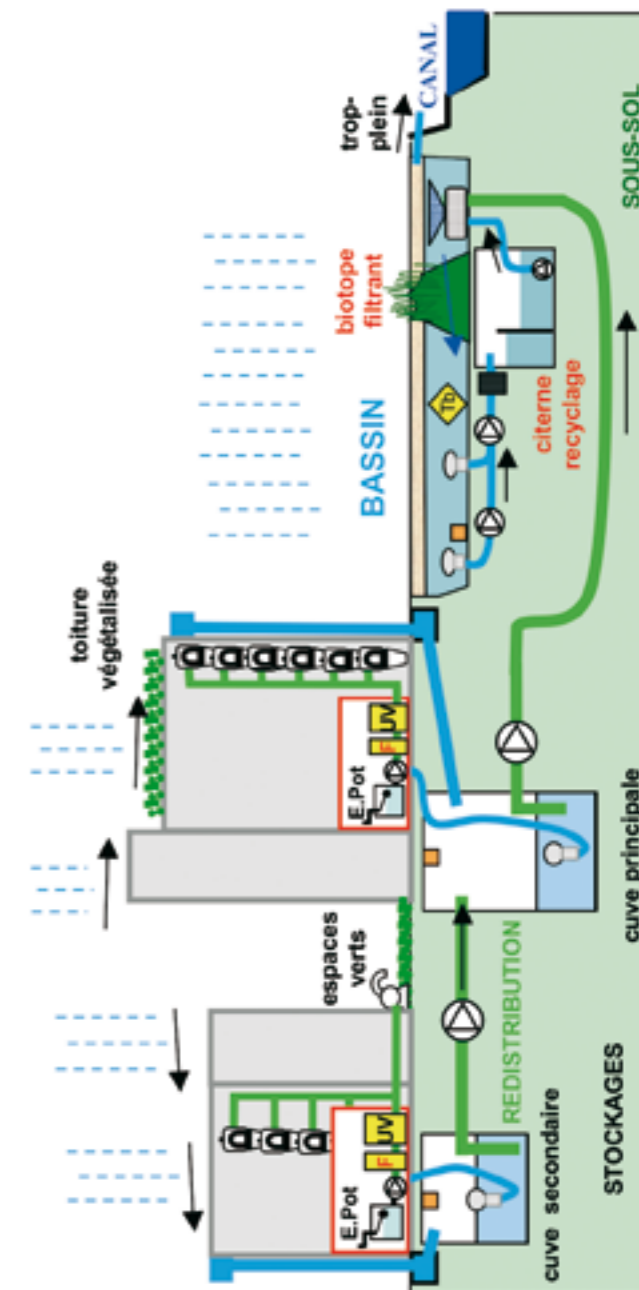 toiture
végétalisée
BASSIN
biotope
filtrant
trop-
plein
CANAL
Tb
citerne
recyclage
SOUS-SOL
E.Pot
F
UV
espaces
verts
E.Pot
F
UV
REDISTRIBUTION
cuve secondaire
STOCKAGES
cuve principale